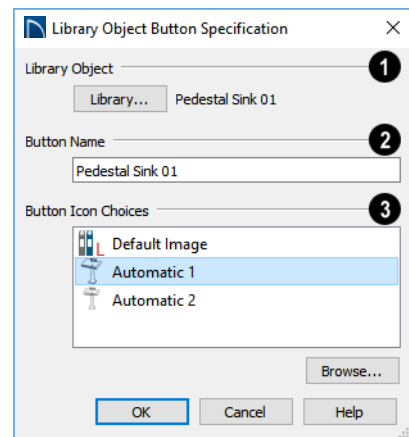 Library Object Button Specification
Library Object 1
Library... Pedestal Sink 01
Button Name 2
Pedestal Sink 01
Button Icon Choices 3
L Default Image
Automatic 1
Automatic 2
Browse...
OK Cancel Help